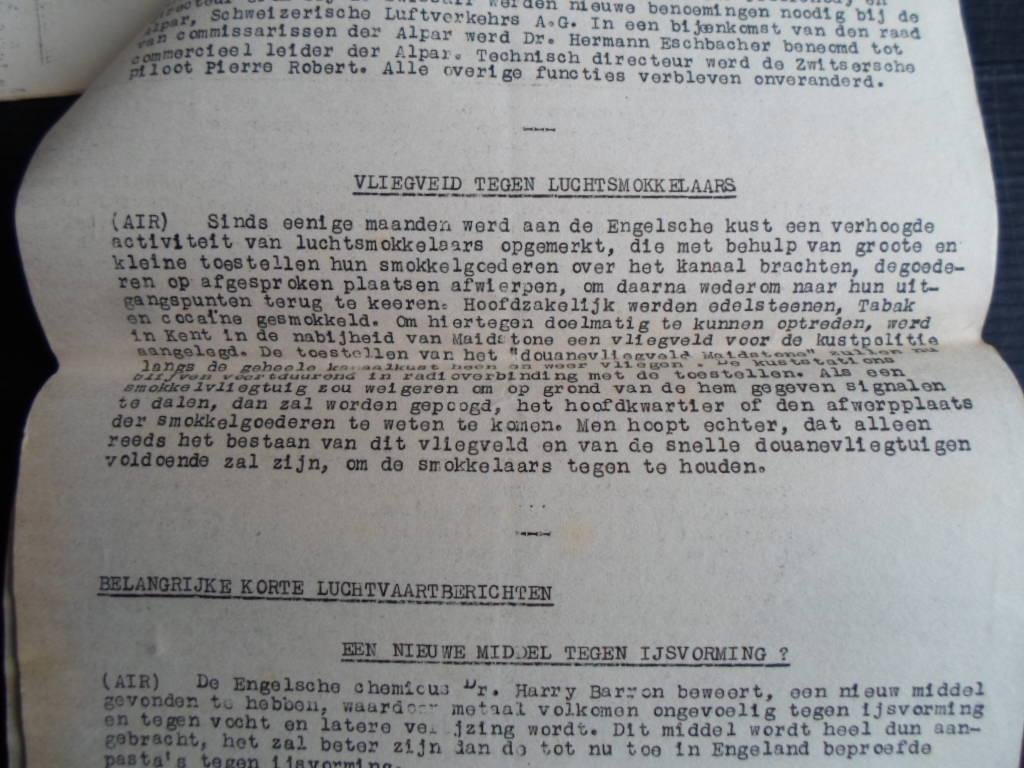 werden nieuwe benoemingen noodig bij de
Alpar, Schweizerische Luftverkehrs A.G. In een bijeenkomst van den raad
van commissarissen der Alpar werd Dr. Hermann Eschbacher benoemd tot
commercieel leider der Alpar. Technisch directeur werd de Zwitsersche
piloot Pierre Robert. Alle overige functies verbleven onveranderd.
VLIEGVELD TEGEN LUCHTSMOKKELAARS
(AIR) Sinds eenige maanden werd aan de Engelsche kust een verhoogde
activiteit van luchtsmokkelaars opgemerkt, die met behulp van groote en
kleine toestellen hun smokkelgoederen over het Kanaal brachten, degoede-
ren op afgesproken plaatsen afwierpen, om daarna wederom naar hun uit-
gangspunten terug te keeren. Hoofdzakelijk werden edelsteenen, Tabak
en cocaïne gesmokkeld. Om hiertegen doelmatig te kunnen optreden, werd
in Kent in de nabijheid van Maidstone een vliegveld voor de kustpolitie
aangelegd. De toestellen van het "douanevliegveld Maidstone" zullen nu
langs de geheele kanaalkust heen en weer vliegen. De kuststations
blijven voortdurend in radioverbinding met de toestellen. Als een
smokkelvliegtuig zou weigeren om op grond van de hem gegeven signalen
te dalen, dan zal worden gepoogd, het hoofdkwartier of den afwerpplaats
der smokkelgoederen te weten te komen. Men hoopt echter, dat alleen
reeds het bestaan van dit vliegveld en van de snelle douanevliegtuigen
voldoende zal zijn, om de smokkelaars tegen te houden.
BELANGRIJKE KORTE LUCHTVAARTBERICHTEN
EEN NIEUWE MIDDEL TEGEN IJSVORMING ?
(AIR) De Engelsche chemicus Dr. Harry Barron beweert, een nieuw middel
gevonden te hebben, waardoor metaal volkomen ongevoelig tegen ijsvorming
en tegen vocht en latere wordt. Dit middel wordt heel dun aan-
gebracht, het zal beter zijn dan de tot nu toe in Engeland beproefde
pasta's tegen ijsvorming.